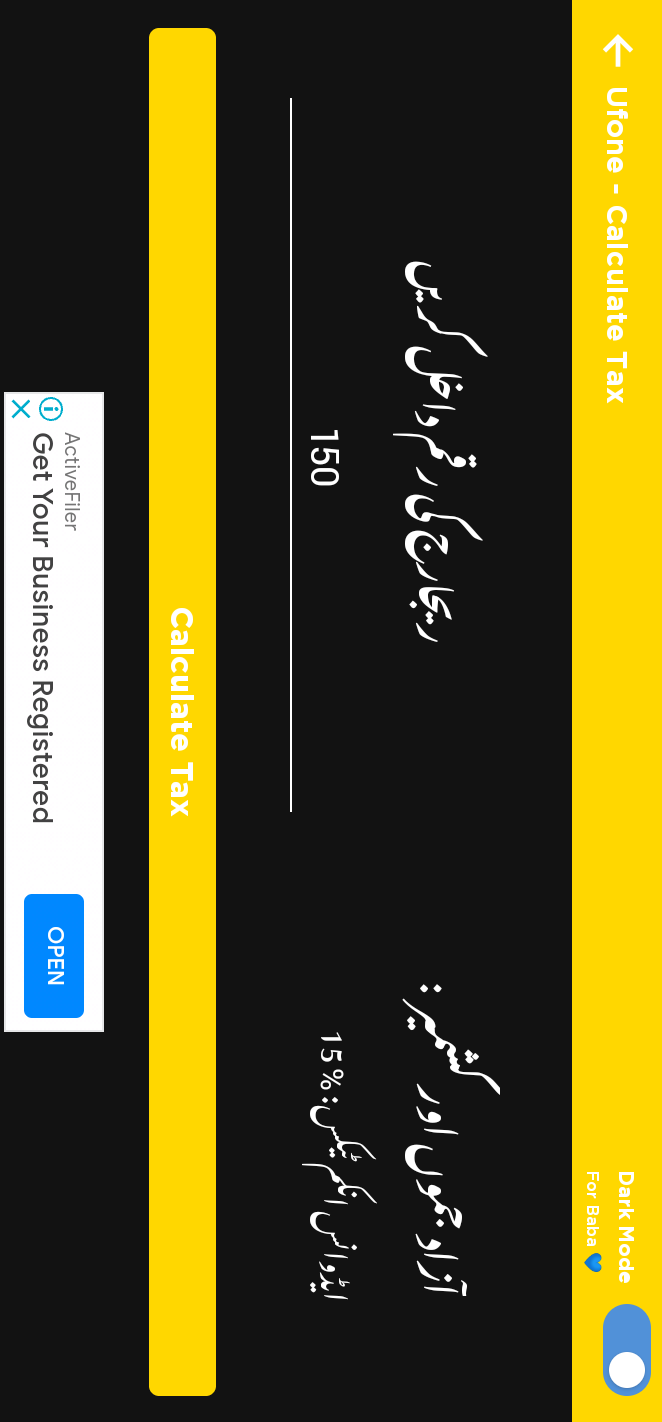 Ufone - Calculate Tax
Dark Mode
For Baba 💙
ریچارج کی رقم داخل کریں
150
آزاد جموں اور کشمیر:
ایڈوانس انکم ٹیکس: 15%
Calculate Tax
ActiveFiler
Get Your Business Registered
OPEN